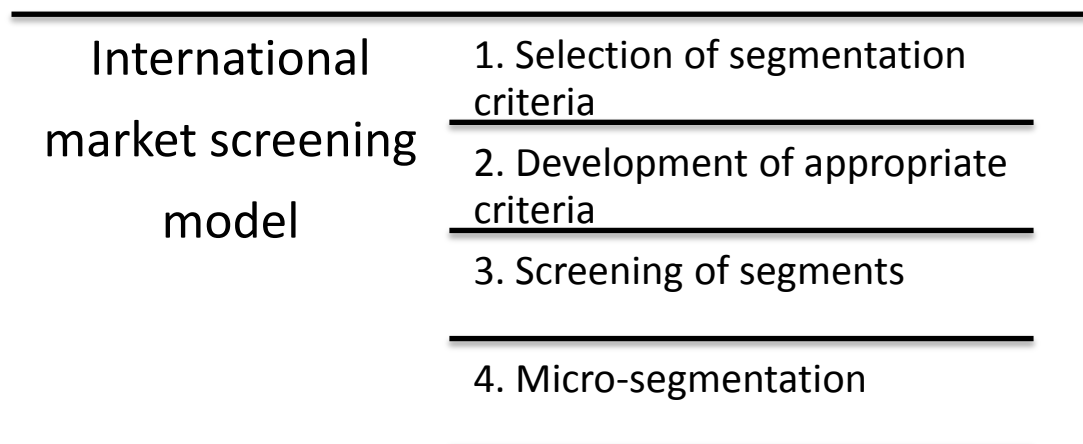 International
market screening
model
1. Selection of segmentation
criteria
2. Development of appropriate
criteria
3. Screening of segments
4. Micro-segmentation